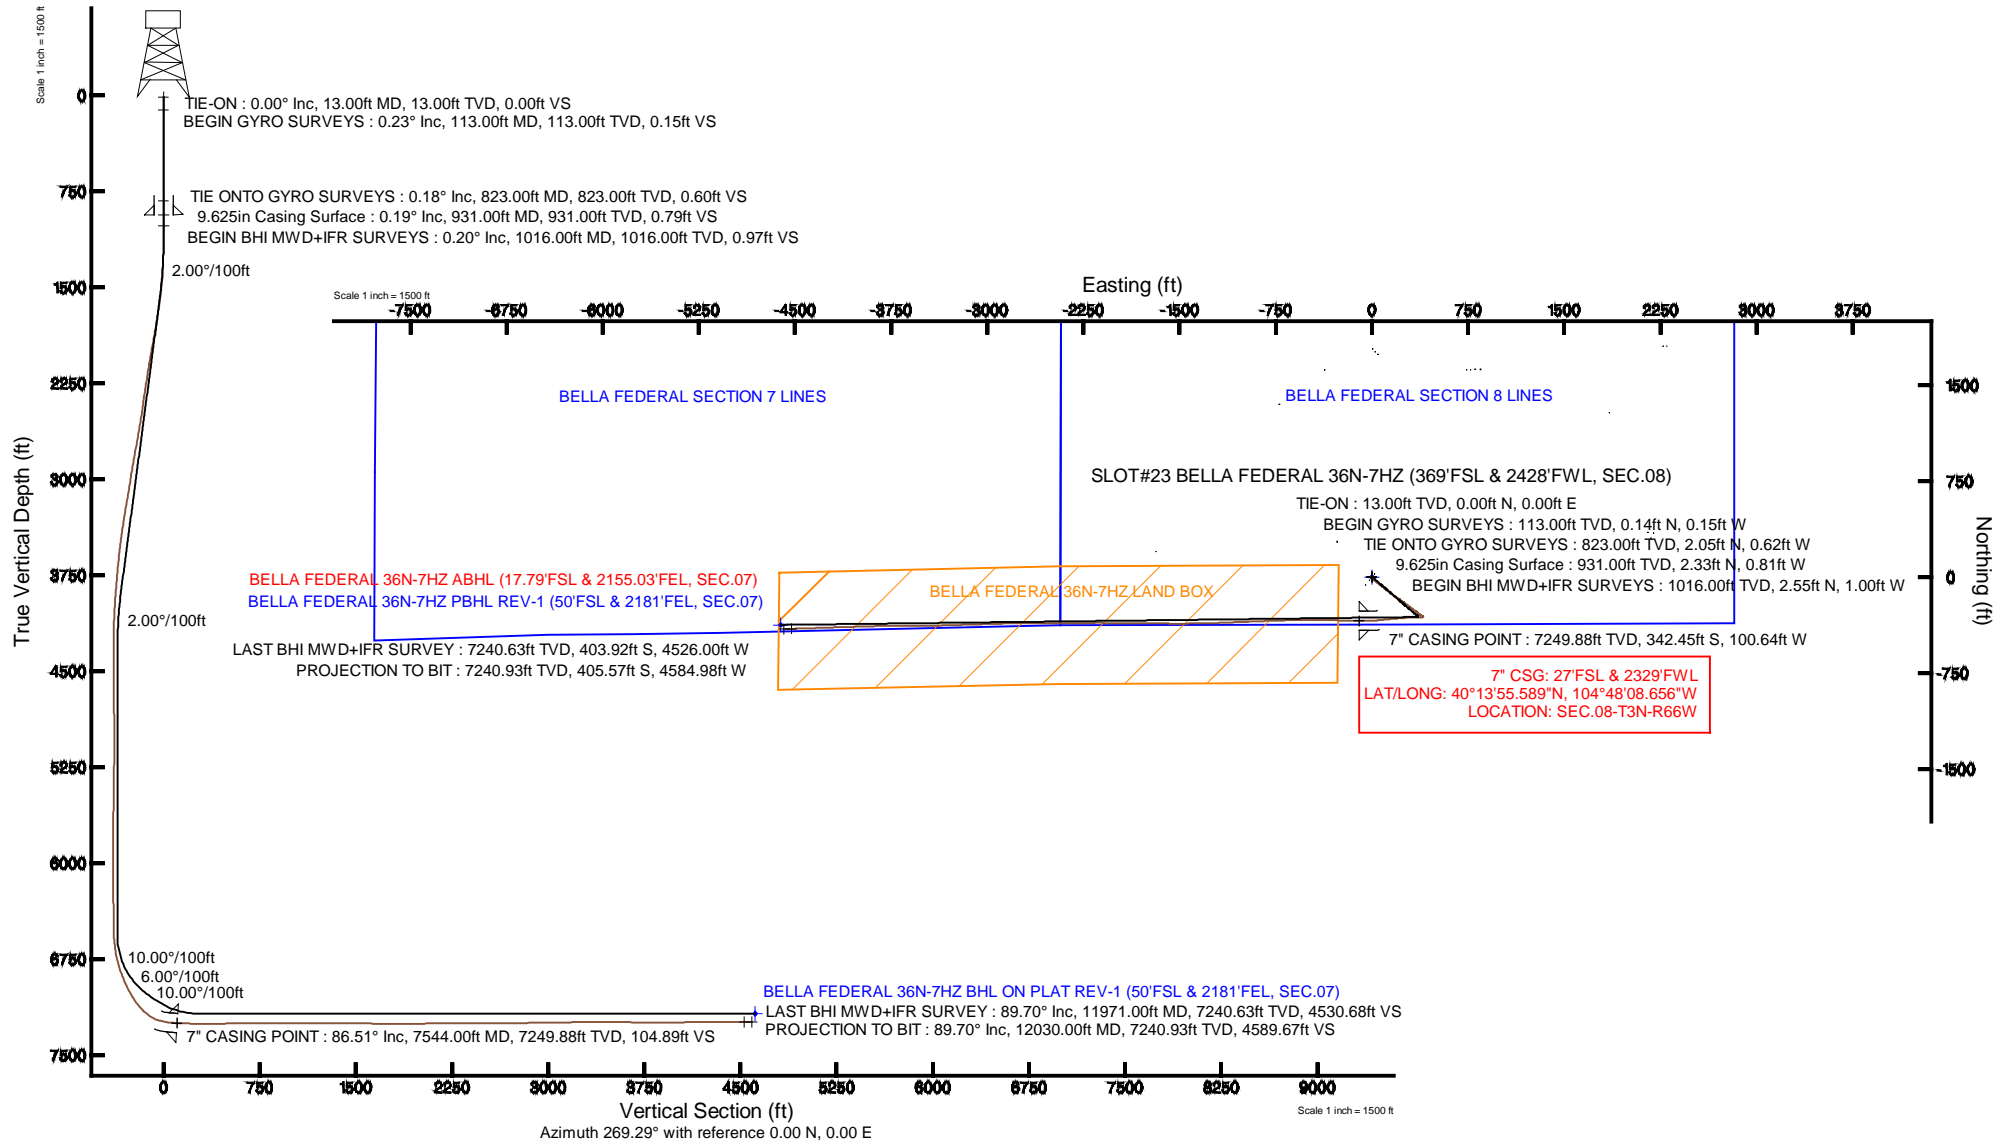 Scale 1 inch = 1500 ft
0
750
1500
2250
3000
3750
4500
5250
6000
6750
7500
True Vertical Depth (ft)
TIE-ON : 0.00° Inc, 13.00ft MD, 13.00ft TVD, 0.00ft VS
BEGIN GYRO SURVEYS : 0.23° Inc, 113.00ft MD, 113.00ft TVD, 0.15ft VS
TIE ONTO GYRO SURVEYS : 0.18° Inc, 823.00ft MD, 823.00ft TVD, 0.60ft VS
9.625in Casing Surface : 0.19° Inc, 931.00ft MD, 931.00ft TVD, 0.79ft VS
BEGIN BHI MWD+IFR SURVEYS : 0.20° Inc, 1016.00ft MD, 1016.00ft TVD, 0.97ft VS
2.00°/100ft
Easting (ft)
Scale 1 inch = 1500 ft
-7500 -6750 -6000 -5250 -4500 -3750 -3000 -2250 -1500 -750 0 750 1500 2250 3000 3750
BELLA FEDERAL SECTION 7 LINES
BELLA FEDERAL SECTION 8 LINES
SLOT#23 BELLA FEDERAL 36N-7HZ (369'FSL & 2428'FWL, SEC.08)
TIE-ON : 13.00ft TVD, 0.00ft N, 0.00ft E
BEGIN GYRO SURVEYS : 113.00ft TVD, 0.14ft N, 0.15ft W
TIE ONTO GYRO SURVEYS : 823.00ft TVD, 2.05ft N, 0.62ft W
9.625in Casing Surface : 931.00ft TVD, 2.33ft N, 0.81ft W
BEGIN BHI MWD+IFR SURVEYS : 1016.00ft TVD, 2.55ft N, 1.00ft W
BELLA FEDERAL 36N-7HZ ABHL (17.79'FSL & 2155.03'FEL, SEC.07)
BELLA FEDERAL 36N-7HZ PBHL REV-1 (50'FSL & 2181'FEL, SEC.07)
BELLA FEDERAL 36N-7HZ LAND BOX
2.00°/100ft
LAST BHI MWD+IFR SURVEY : 7240.63ft TVD, 403.92ft S, 4526.00ft W
PROJECTION TO BIT : 7240.93ft TVD, 405.57ft S, 4584.98ft W
7" CASING POINT : 7249.88ft TVD, 342.45ft S, 100.64ft W
7" CSG: 27'FSL & 2329'FWL
LAT/LONG: 40°13'55.589"N, 104°48'08.656"W
LOCATION: SEC.08-T3N-R66W
1500
750
0
-750
-1500
Northing (ft)
10.00°/100ft
6.00°/100ft
10.00°/100ft
BELLA FEDERAL 36N-7HZ BHL ON PLAT REV-1 (50'FSL & 2181'FEL, SEC.07)
LAST BHI MWD+IFR SURVEY : 89.70° Inc, 11971.00ft MD, 7240.63ft TVD, 4530.68ft VS
PROJECTION TO BIT : 89.70° Inc, 12030.00ft MD, 7240.93ft TVD, 4589.67ft VS
7" CASING POINT : 86.51° Inc, 7544.00ft MD, 7249.88ft TVD, 104.89ft VS
0 750 1500 2250 3000 3750 4500 5250 6000 6750 7500 8250 9000
Vertical Section (ft)
Scale 1 inch = 1500 ft
Azimuth 269.29° with reference 0.00 N, 0.00 E